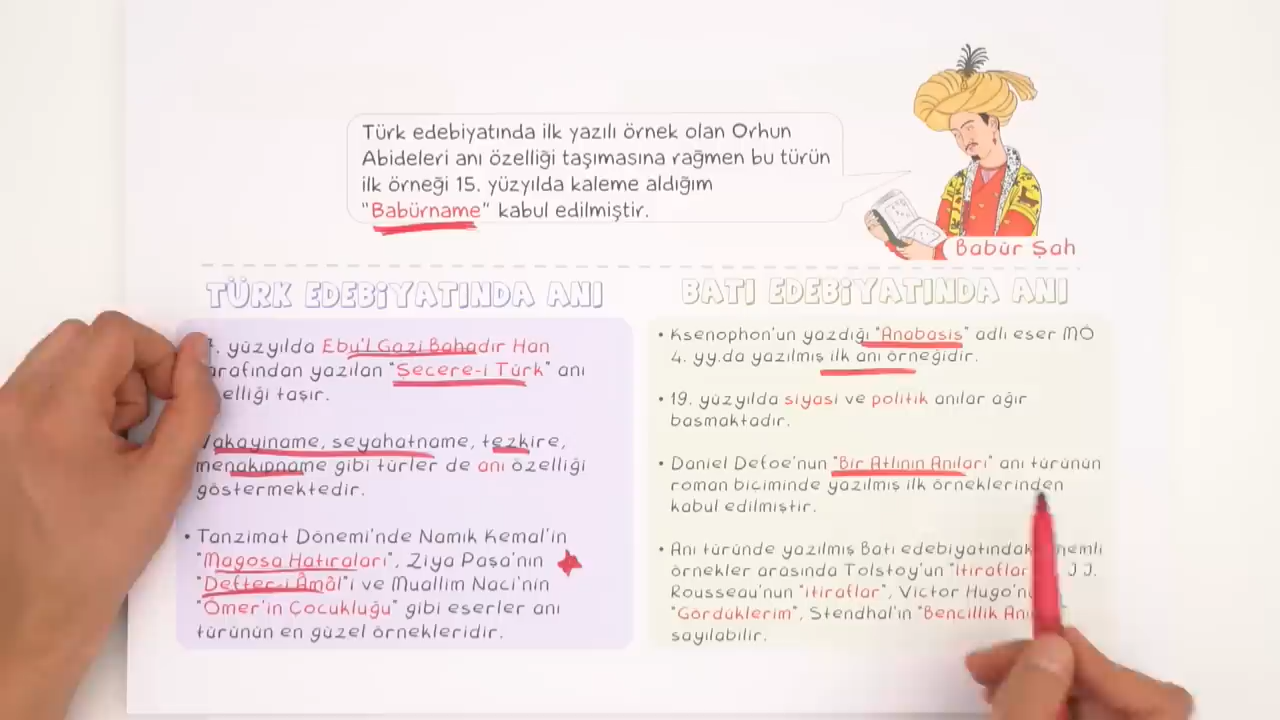 Türk edebiyatında ilk yazılı örnek olan Orhun
Abideleri anı özelliği taşımasına rağmen bu türün
ilk örneği 15. yüzyılda kaleme aldığım
"Babürname" kabul edilmiştir.
Babür Şah
TÜRK EDEBİYATINDA ANI
yüzyılda Ebu'l Gazi Bahadır Han
yazılan "Şecere-i Türk" anı
taşır.
Vakayiname, seyahatname, tezkire,
menakıpname gibi türler de anı özelliği
göstermektedir.
• Tanzimat Dönemi'nde Namık Kemal'in
"Magosa Hatıraları", Ziya Paşa'nın
"Defter-i Âmâl"i ve Muallim Naci'nin
"Ömer'in Çocukluğu" gibi eserler anı
türünün en güzel örnekleridir.
BATI EDEBİYATINDA ANI
• Ksenophon'un yazdığı "Anabasis" adlı eser MÖ
4. yy.da yazılmış ilk anı örneğidir.
• 19. yüzyılda siyasi ve politik anılar ağır
basmaktadır.
• Daniel Defoe'nun "Bir Atlının Anıları" anı türünün
roman biçiminde yazılmış ilk örneklerinden
kabul edilmiştir.
• Anı türünde yazılmış Batı edebiyatındaki
örnekler arasında Tolstoy'un "İtiraflar J.J.
Rousseau'nun "İtiraflar", Victor
"Gördüklerim", Stendhal'in "Bencillik
sayılabilir.